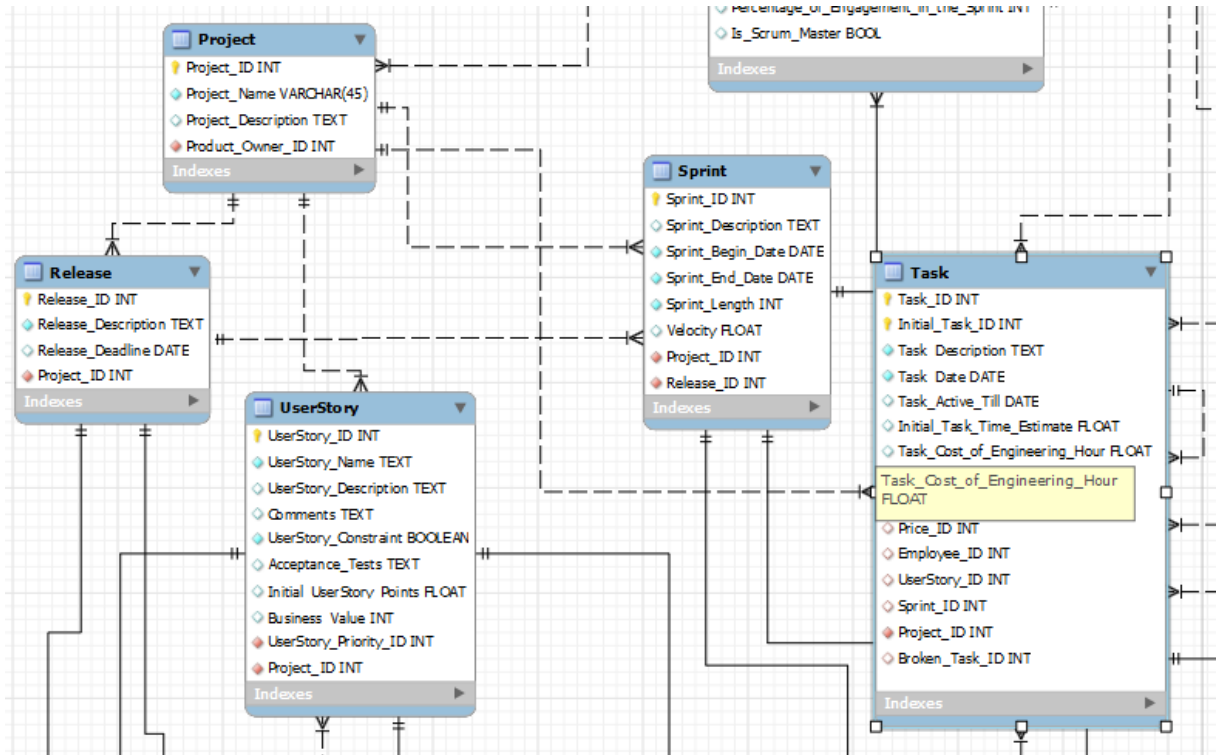 Percentage_of_Engagement_in_the_Sprint INT
Is_Scrum_Master BOOL
Indexes
Project
Project_ID INT
Project_Name VARCHAR(45)
Project_Description TEXT
Product_Owner_ID INT
Indexes
Sprint
Sprint_ID INT
Sprint_Description TEXT
Sprint_Begin_Date DATE
Sprint_End_Date DATE
Sprint_Length INT
Velocity FLOAT
Project_ID INT
Release_ID INT
Indexes
Release
Release_ID INT
Release_Description TEXT
Release_Deadline DATE
Project_ID INT
Indexes
UserStory
UserStory_ID INT
UserStory_Name TEXT
UserStory_Description TEXT
Comments TEXT
UserStory_Constraint BOOLEAN
Acceptance_Tests TEXT
Initial_UserStory_Points FLOAT
Business_Value INT
UserStory_Priority_ID INT
Project_ID INT
Indexes
Task
Task_ID INT
Initial_Task_ID INT
Task_Description TEXT
Task_Date DATE
Task_Active_Till DATE
Initial_Task_Time_Estimate FLOAT
Task_Cost_of_Engineering_Hour FLOAT
Task_Cost_of_Engineering_Hour
FLOAT
Price_ID INT
Employee_ID INT
UserStory_ID INT
Sprint_ID INT
Project_ID INT
Broken_Task_ID INT
Indexes